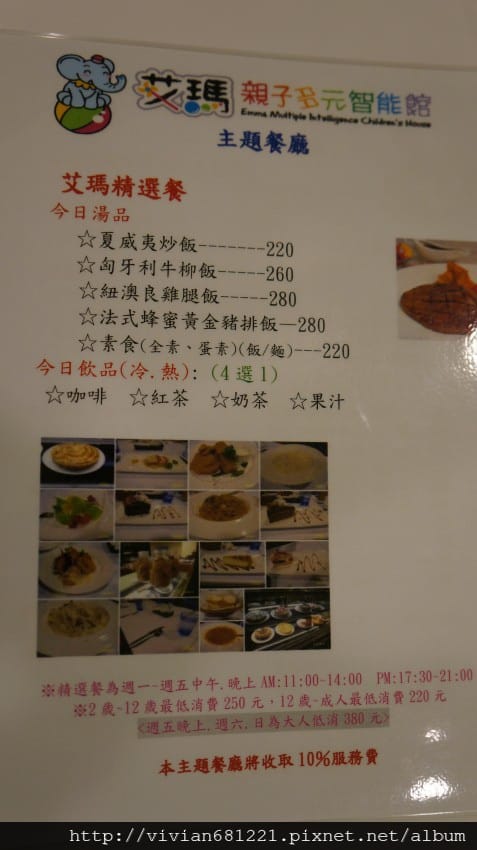 艾瑪 親子多元智能館
Emma Multiple Intelligence Children's House
主題餐廳
艾瑪精選餐
今日湯品
☆夏威夷炒飯-------220
☆匈牙利牛柳飯-----260
☆紐澳良雞腿飯-----280
☆法式蜂蜜黃金豬排飯—280
☆素食(全素、蛋素)(飯/麵)---220
今日飲品(冷.熱): (4選1)
☆咖啡 ☆紅茶 ☆奶茶 ☆果汁
※精選餐為週一~週五中午.晚上 AM:11:00-14:00 PM:17:30-21:00
※2歲~12歲最低消費250元，12歲~成人最低消費220元
<週五晚上,週六,日為大人低消380元>
本主題餐廳將收取10%服務費
http://vivian681221.pixnet.net/album